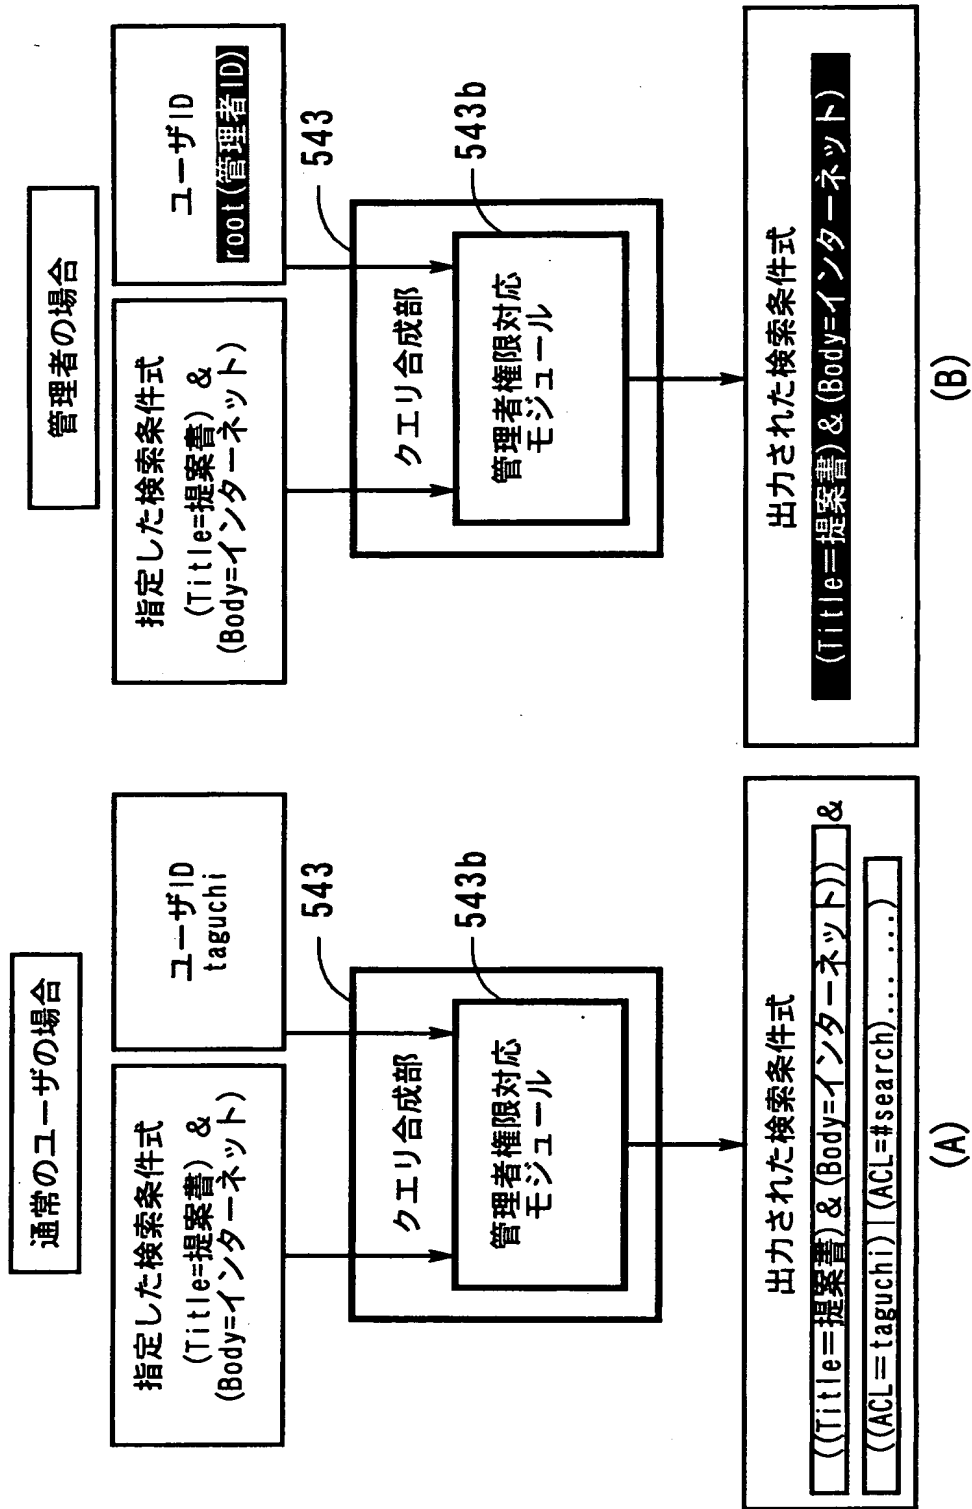 通常のユーザの場合
指定した検索条件式
(Title=提案書) &
(Body=インターネット)
ユーザID
taguchi
543
クエリ合成部
543b
管理者権限対応
モジュール
出力された検索条件式
((Title=提案書)&(Body=インターネット)) &
((ACL=taguchi)|(ACL=#search)... ...)
(A)
管理者の場合
指定した検索条件式
(Title=提案書) &
(Body=インターネット)
ユーザID
root(管理者ID)
543
クエリ合成部
543b
管理者権限対応
モジュール
出力された検索条件式
(Title=提案書)&(Body=インターネット)
(B)